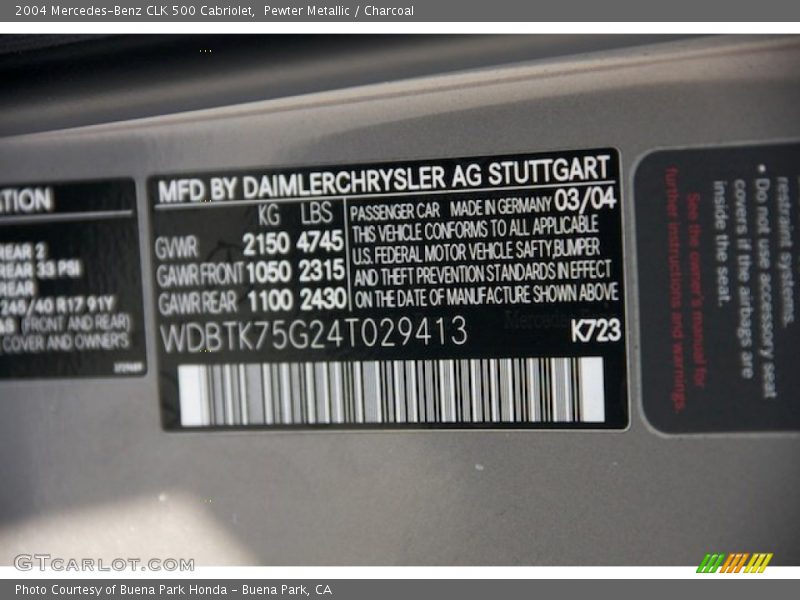 2004 Mercedes-Benz CLK 500 Cabriolet, Pewter Metallic / Charcoal
ATION
REAR 2
REAR 33 PSI
REAR
245/40 R17 91Y
(FRONT AND REAR)
COVER AND OWNER'S
MFD BY DAIMLERCHRYSLER AG STUTTGART
KG LBS
GVWR 2150 4745
GAWR FRONT 1050 2315
GAWR REAR 1100 2430
PASSENGER CAR MADE IN GERMANY 03/04
THIS VEHICLE CONFORMS TO ALL APPLICABLE
U.S. FEDERAL MOTOR VEHICLE SAFTY,BUMPER
AND THEFT PREVENTION STANDARDS IN EFFECT
ON THE DATE OF MANUFACTURE SHOWN ABOVE
WDBTK75G24T029413 K723
restraint systems.
• Do not use accessory seat
covers if the airbags are
inside the seat.
See the owner's manual for
further instructions and warnings.
GTCARLOT.COM
Photo Courtesy of Buena Park Honda - Buena Park, CA